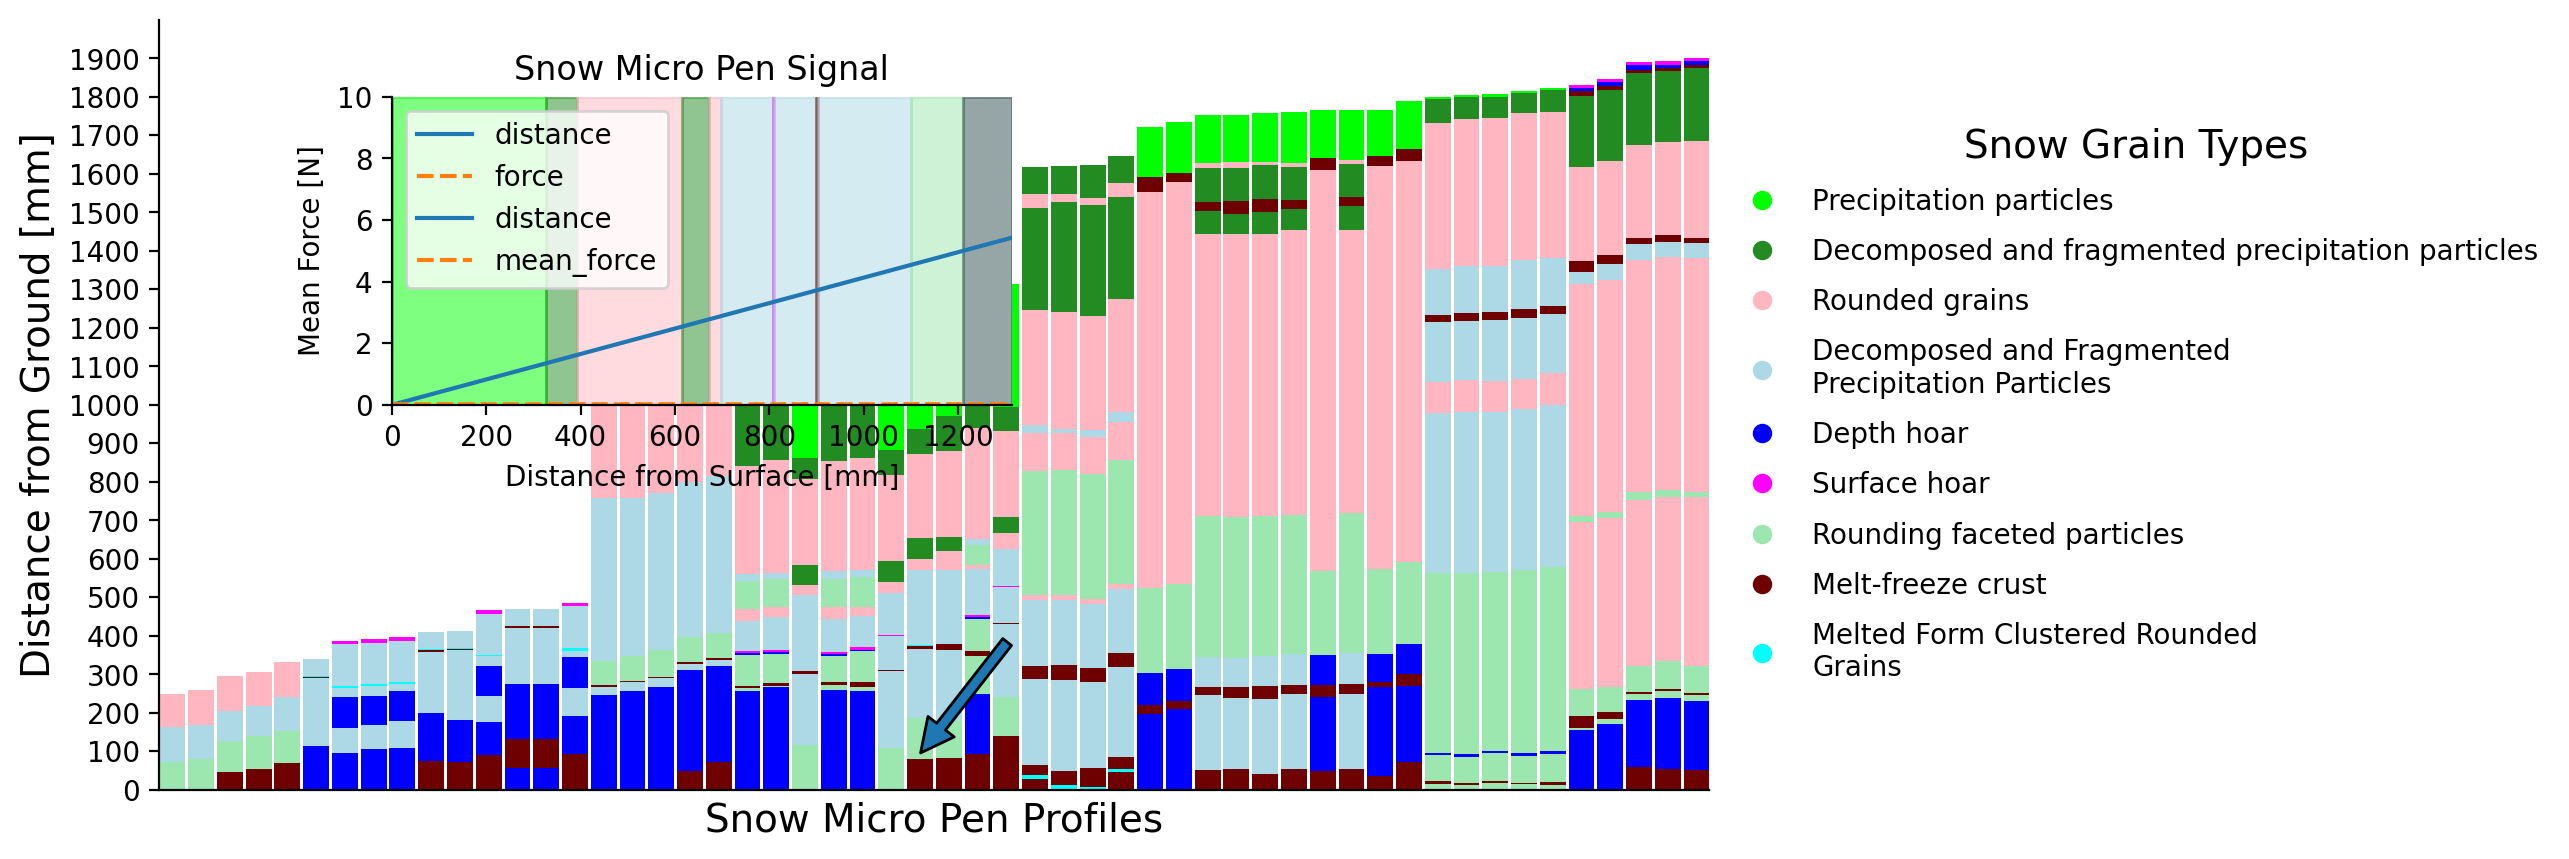 Snow Micro Pen Signal
Distance from Ground [mm]
1900
1800
1700
1600
1500
1400
1300
1200
1100
1000
900
800
700
600
500
400
300
200
100
0
Mean Force [N]
10
8
6
4
2
0
distance
force
distance
mean_force
0 200 400 600 800 1000 1200
Distance from Surface [mm]
Snow Micro Pen Profiles
Snow Grain Types
Precipitation particles
Decomposed and fragmented precipitation particles
Rounded grains
Decomposed and Fragmented
Precipitation Particles
Depth hoar
Surface hoar
Rounding faceted particles
Melt-freeze crust
Melted Form Clustered Rounded
Grains